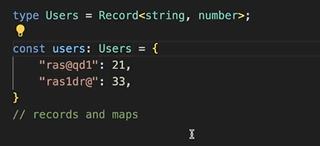 type Users = Record<string, number>;
const users: Users = {
"ras@qd1": 21,
"ras1dr@": 33,
}
// records and maps